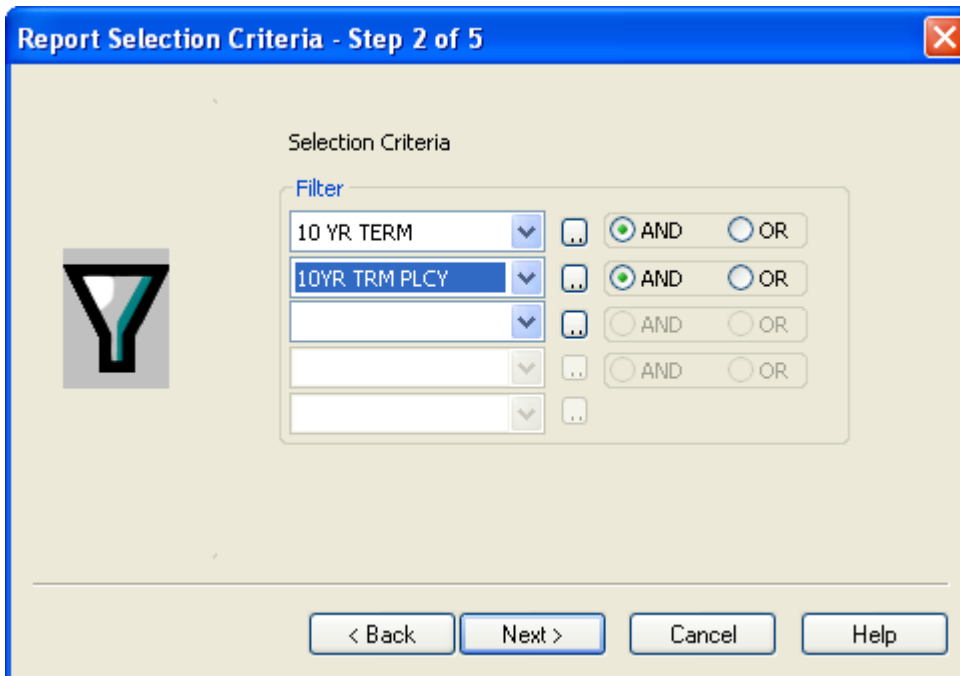 Report Selection Criteria - Step 2 of 5
Selection Criteria
Filter
10 YR TERM .. AND OR
10YR TRM PLCY .. AND OR
.. AND OR
.. AND OR
..
< Back Next > Cancel Help